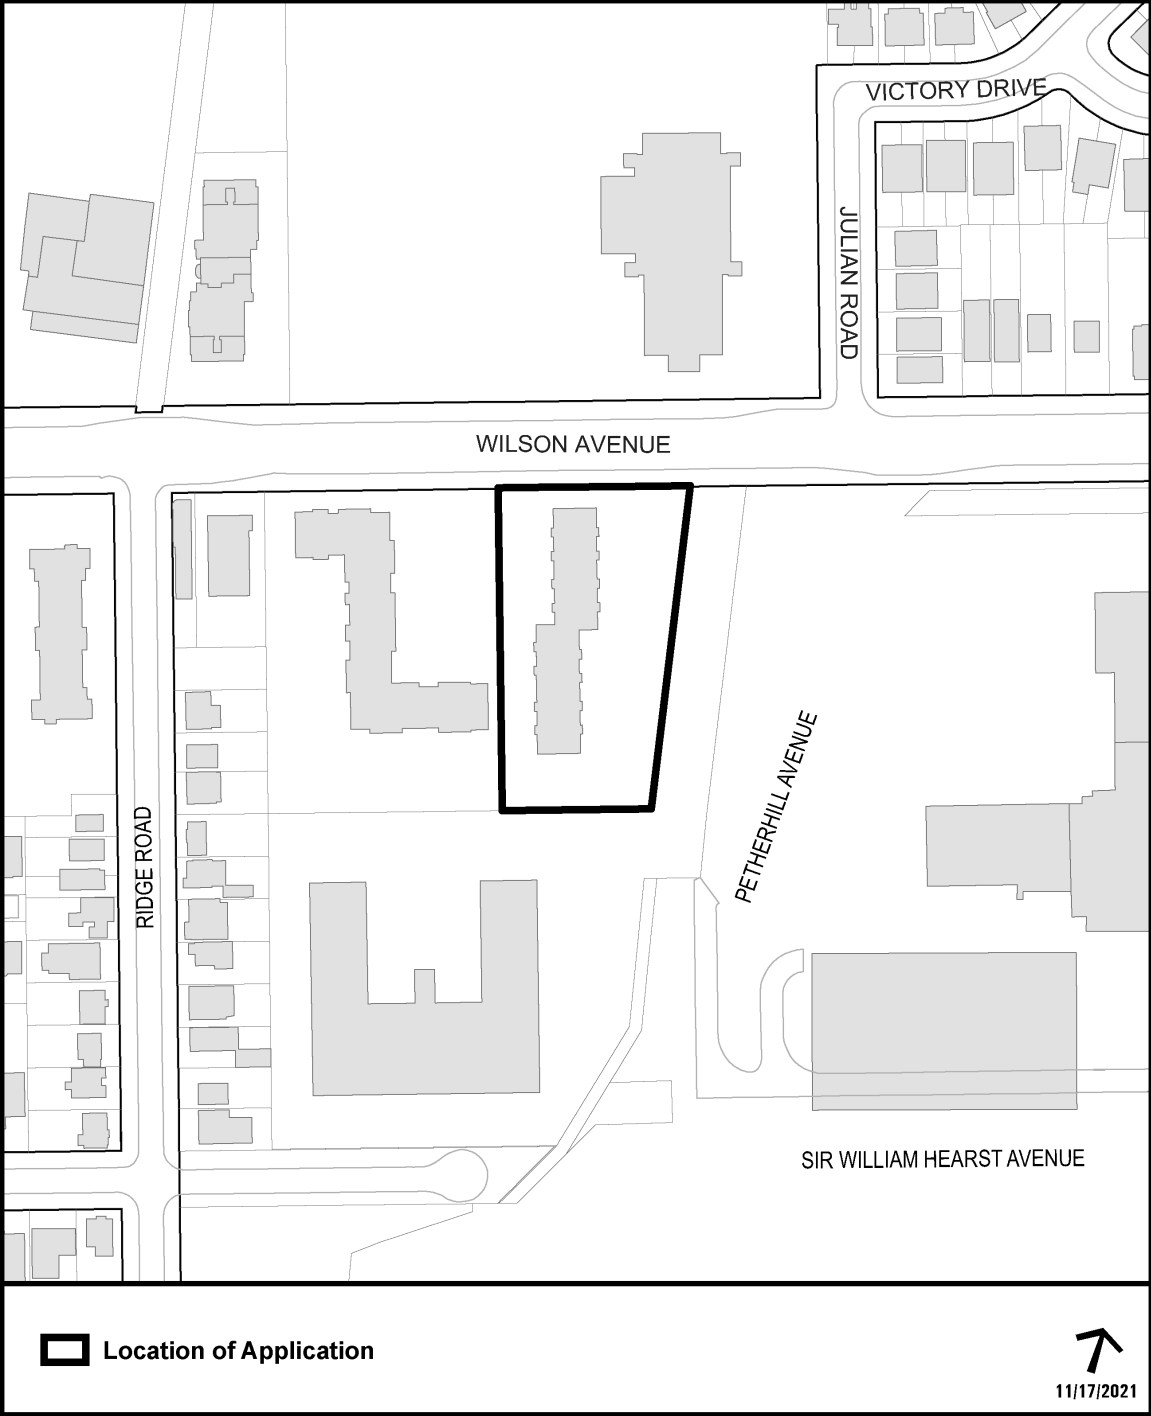 VICTORY DRIVE
JULIAN ROAD
WILSON AVENUE
PETHERHILL AVENUE
RIDGE ROAD
SIR WILLIAM HEARST AVENUE
Location of Application
11/17/2021